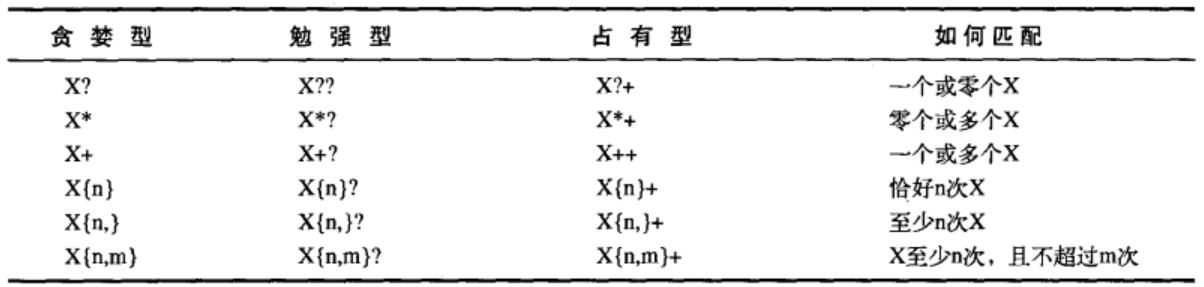 贪婪型 勉强型 占有型 如何匹配
X? X?? X?+ 一个或零个X
X* X*? X*+ 零个或多个X
X+ X+? X++ 一个或多个X
X{n} X{n}? X{n}+ 恰好n次X
X{n,} X{n,}? X{n,}+ 至少n次X
X{n,m} X{n,m}? X{n,m}+ X至少n次，且不超过m次